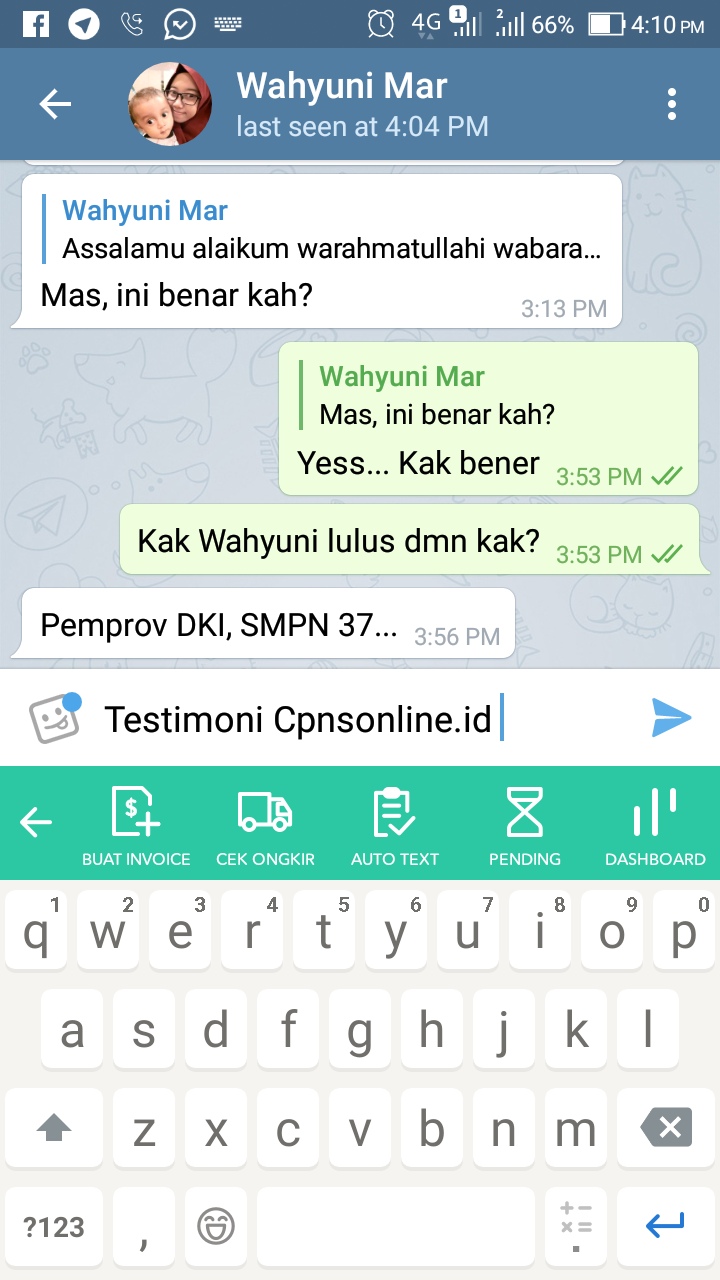 4G 1 2 66% 4:10 PM
Wahyuni Mar
last seen at 4:04 PM
Wahyuni Mar
Assalamu alaikum warahmatullahi wabara...
Mas, ini benar kah?
3:13 PM
Wahyuni Mar
Mas, ini benar kah?
Yess... Kak bener 3:53 PM
Kak Wahyuni lulus dmn kak? 3:53 PM
Pemprov DKI, SMPN 37... 3:56 PM
Testimoni Cpnsonline.id
BUAT INVOICE CEK ONGKIR AUTO TEXT PENDING DASHBOARD
1 2 3 4 5 6 7 8 9 0
q w e r t y u i o p
a s d f g h j k l
z x c v b n m
?123 , .